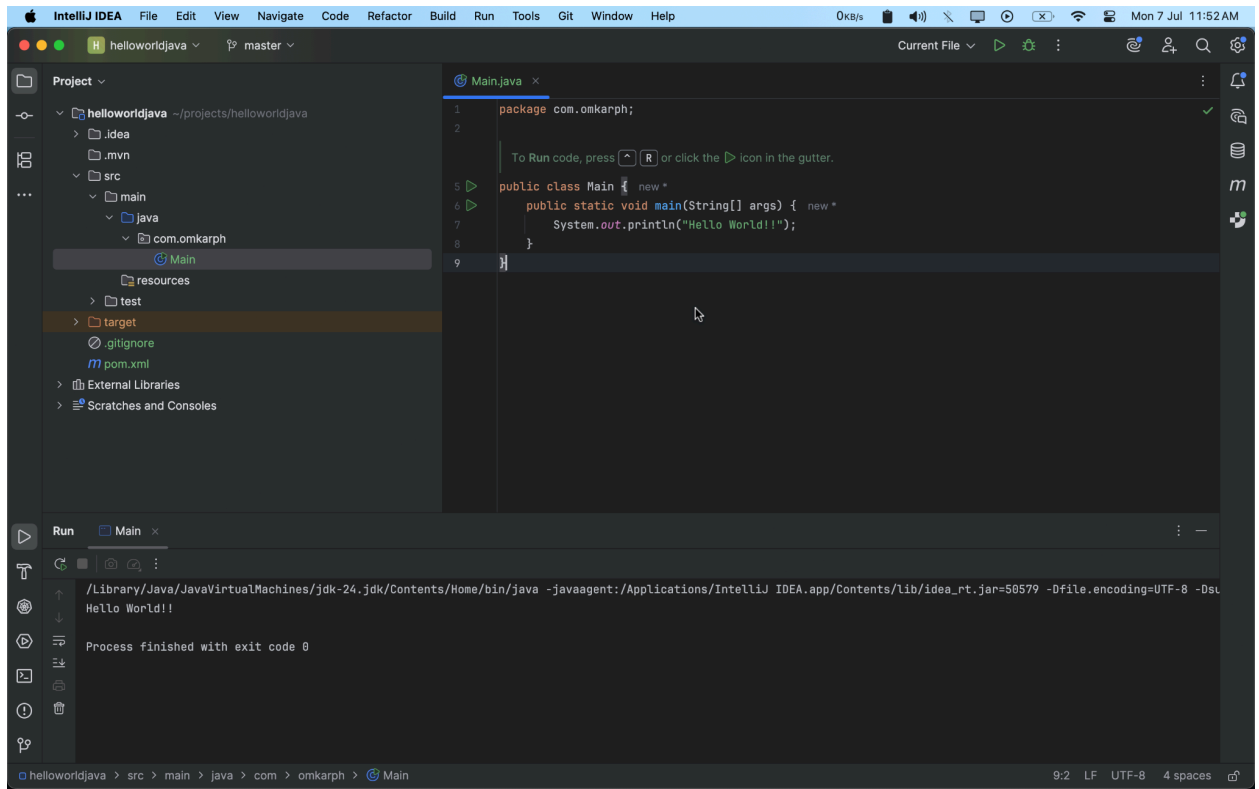 IntelliJ IDEA File Edit View Navigate Code Refactor Build Run Tools Git Window Help 0KB/s Mon 7 Jul 11:52 AM
H helloworldjava master Current File
Project
Main.java
helloworldjava ~/projects/helloworldjava
.idea
.mvn
src
main
java
com.omkarph
Main
resources
test
target
.gitignore
m pom.xml
External Libraries
Scratches and Consoles
1 package com.omkarph;
2
To Run code, press ^ R or click the icon in the gutter.
5 public class Main { new *
6 public static void main(String[] args) { new *
7 System.out.println("Hello World!!");
8 }
9 }
m
Run Main
/Library/Java/JavaVirtualMachines/jdk-24.jdk/Contents/Home/bin/java -javaagent:/Applications/IntelliJ IDEA.app/Contents/lib/idea_rt.jar=50579 -Dfile.encoding=UTF-8 -Dsu
Hello World!!
Process finished with exit code 0
helloworldjava > src > main > java > com > omkarph > Main 9:2 LF UTF-8 4 spaces